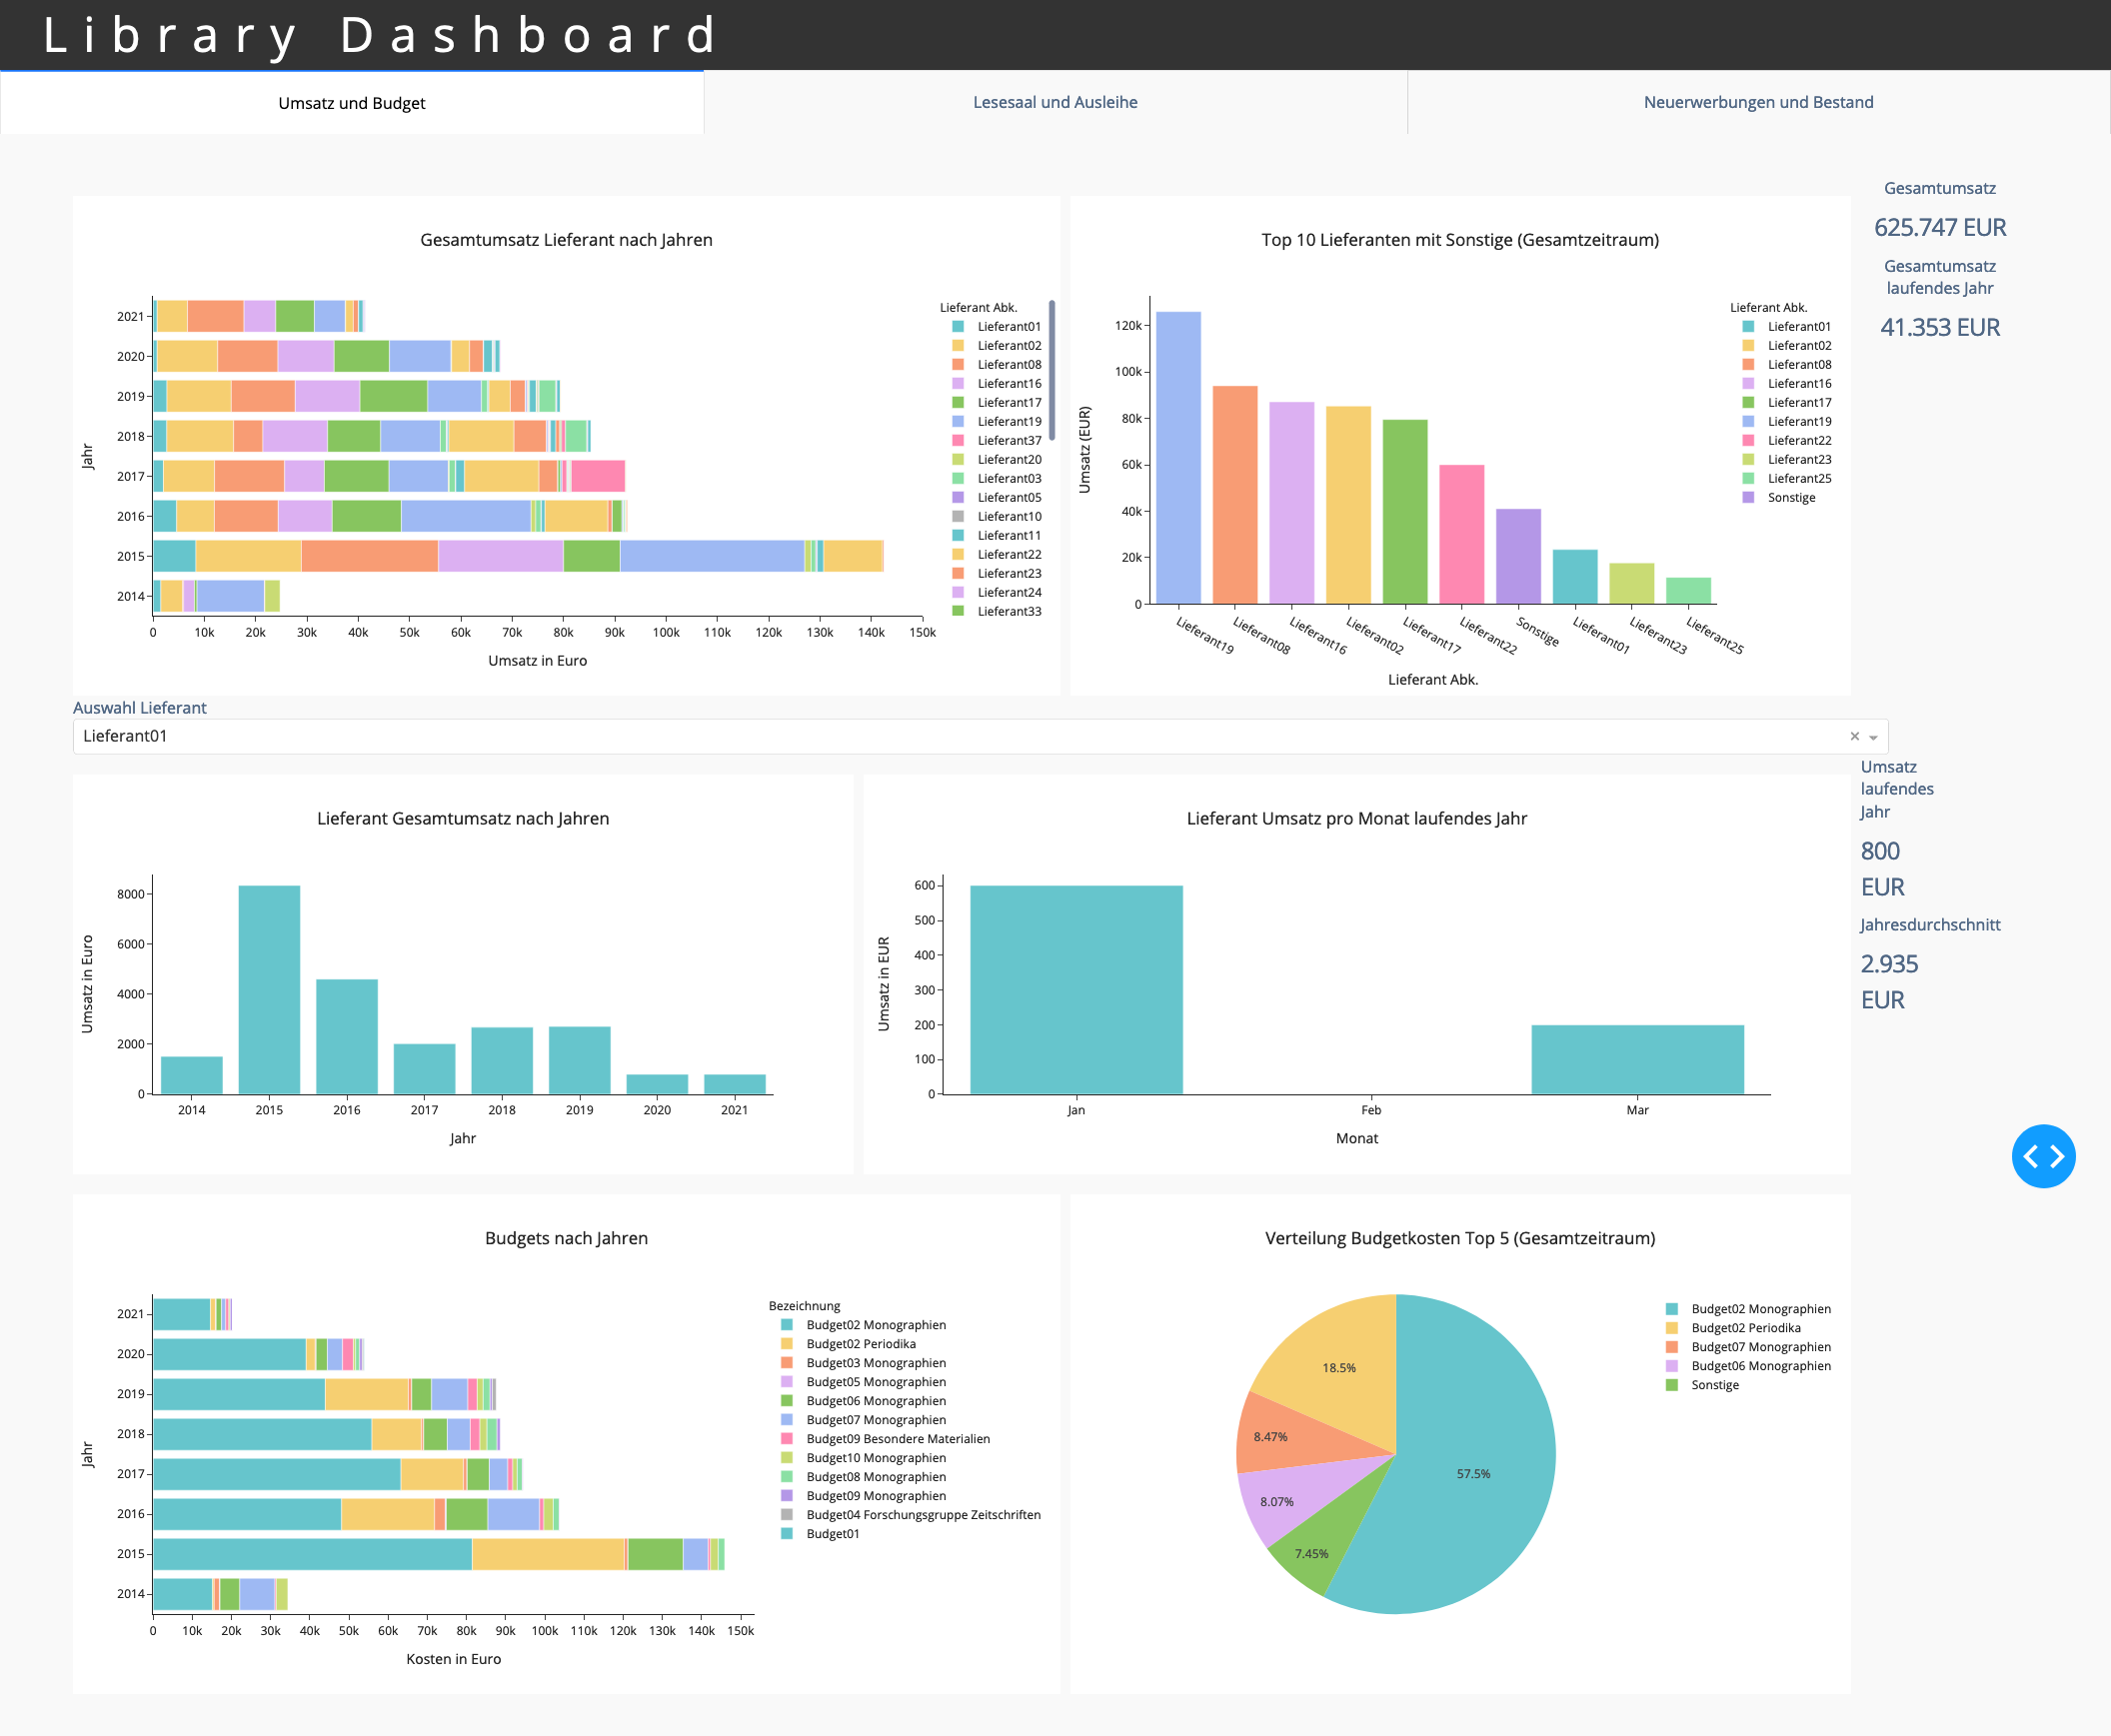 Library Dashboard
Umsatz und Budget
Lesesaal und Ausleihe
Neuerwerbungen und Bestand
Gesamtumsatz Lieferant nach Jahren
Jahr
2021
2020
2019
2018
2017
2016
2015
2014
0 10k 20k 30k 40k 50k 60k 70k 80k 90k 100k 110k 120k 130k 140k 150k
Umsatz in Euro
Lieferant Abk.
Lieferant01
Lieferant02
Lieferant08
Lieferant16
Lieferant17
Lieferant19
Lieferant37
Lieferant20
Lieferant03
Lieferant05
Lieferant10
Lieferant11
Lieferant22
Lieferant23
Lieferant24
Lieferant33
Top 10 Lieferanten mit Sonstige (Gesamtzeitraum)
Umsatz (EUR)
120k
100k
80k
60k
40k
20k
0
Lieferant19 Lieferant08 Lieferant16 Lieferant02 Lieferant17 Lieferant22 Sonstige Lieferant01 Lieferant23 Lieferant25
Lieferant Abk.
Lieferant Abk.
Lieferant01
Lieferant02
Lieferant08
Lieferant16
Lieferant17
Lieferant19
Lieferant22
Lieferant23
Lieferant25
Sonstige
Gesamtumsatz
625.747 EUR
Gesamtumsatz
laufendes Jahr
41.353 EUR
Auswahl Lieferant
Lieferant01
×
Lieferant Gesamtumsatz nach Jahren
Umsatz in Euro
8000
6000
4000
2000
0
2014 2015 2016 2017 2018 2019 2020 2021
Jahr
Lieferant Umsatz pro Monat laufendes Jahr
Umsatz in EUR
600
500
400
300
200
100
0
Jan Feb Mar
Monat
Umsatz
laufendes
Jahr
800
EUR
Jahresdurchschnitt
2.935
EUR
Budgets nach Jahren
Jahr
2021
2020
2019
2018
2017
2016
2015
2014
0 10k 20k 30k 40k 50k 60k 70k 80k 90k 100k 110k 120k 130k 140k 150k
Kosten in Euro
Bezeichnung
Budget02 Monographien
Budget02 Periodika
Budget03 Monographien
Budget05 Monographien
Budget06 Monographien
Budget07 Monographien
Budget09 Besondere Materialien
Budget10 Monographien
Budget08 Monographien
Budget09 Monographien
Budget04 Forschungsgruppe Zeitschriften
Budget01
Verteilung Budgetkosten Top 5 (Gesamtzeitraum)
18.5%
8.47%
57.5%
8.07%
7.45%
Budget02 Monographien
Budget02 Periodika
Budget07 Monographien
Budget06 Monographien
Sonstige